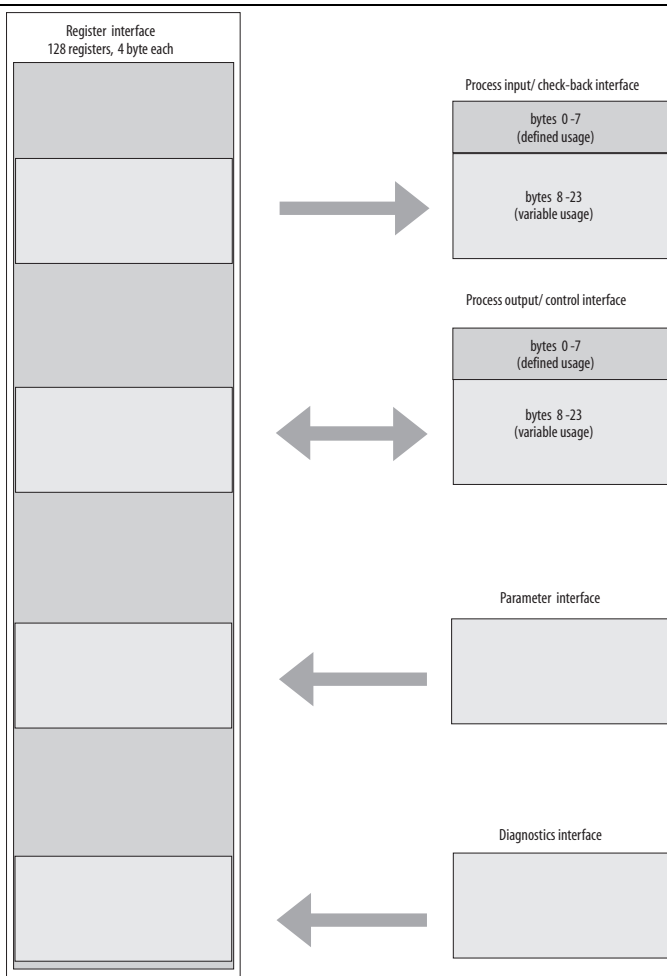 Register interface
128 registers, 4 byte each
Process input/ check-back interface
bytes 0 -7
(defined usage)
bytes 8 -23
(variable usage)
Process output/ control interface
bytes 0 -7
(defined usage)
bytes 8 -23
(variable usage)
Parameter interface
Diagnostics interface